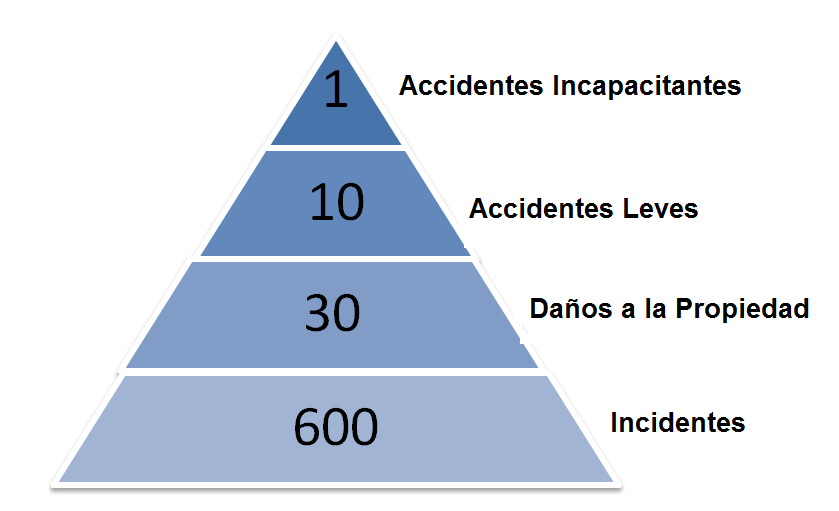 1
Accidentes Incapacitantes
10
Accidentes Leves
30
Daños a la Propiedad
600
Incidentes